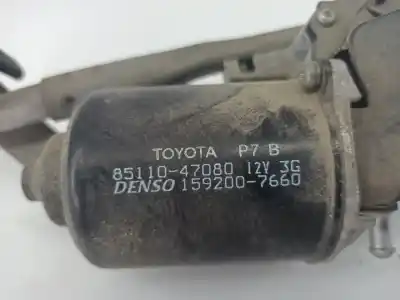 TOYOTA P7 B
85110-47080 12V 3G
DENSO 159200-7660